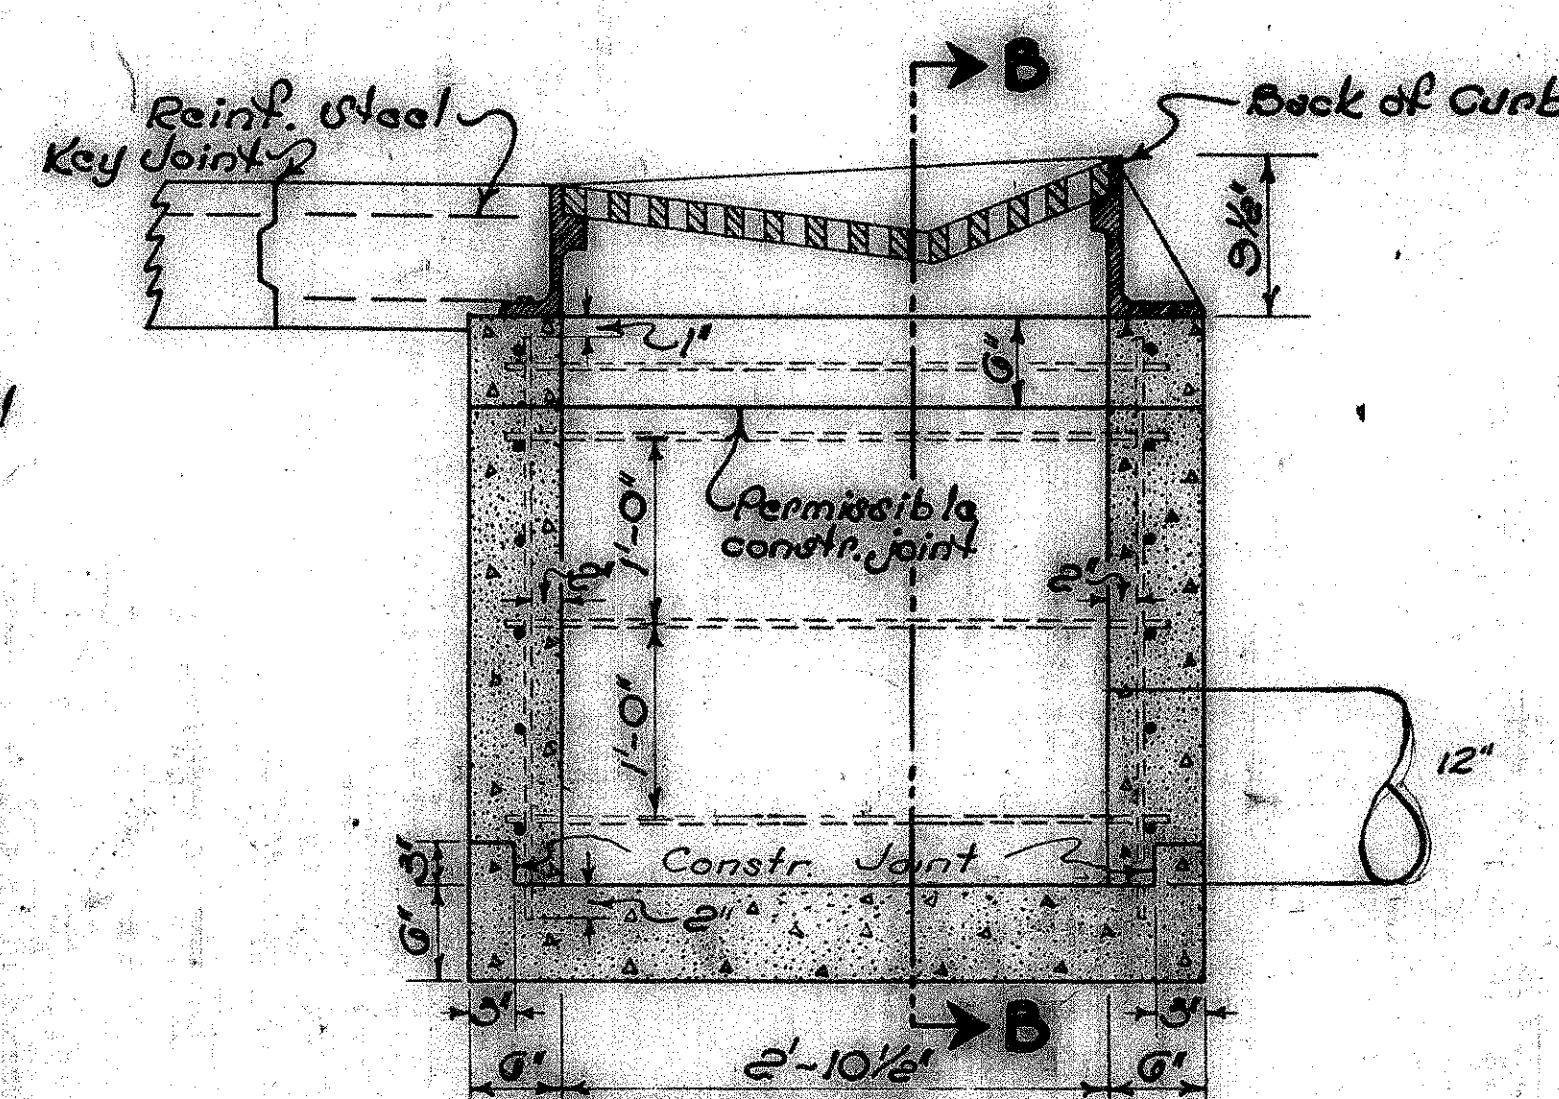 B
Reinf. Steel
Back of Curb
Key Joint
9½"
1"
6"
1'-0"
Permissible
constr. joint
2"
2"
1'-0"
12"
3"
Constr. Joint
6"
2"
3"
B
3"
6"
2'-10½"
6"